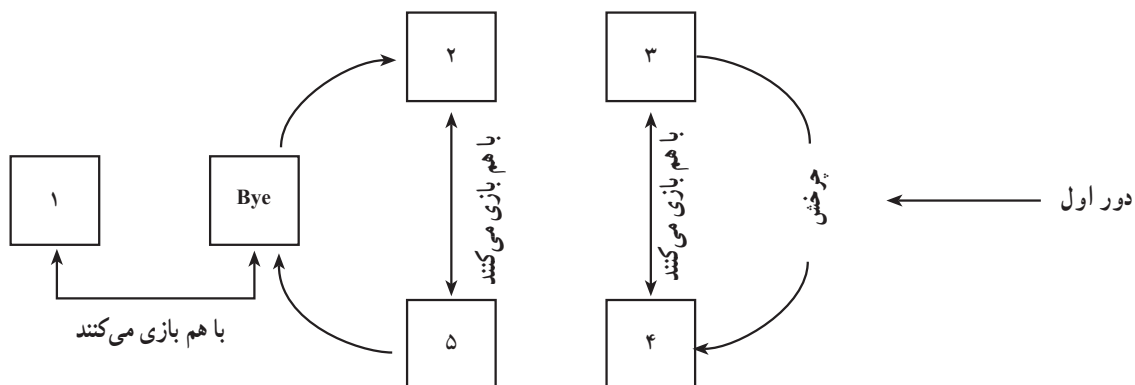 ۲
۳
با هم بازی می‌کنند
با هم بازی می‌کنند
۱
Bye
چرخش
دور اول
با هم بازی می‌کنند
۵
۴